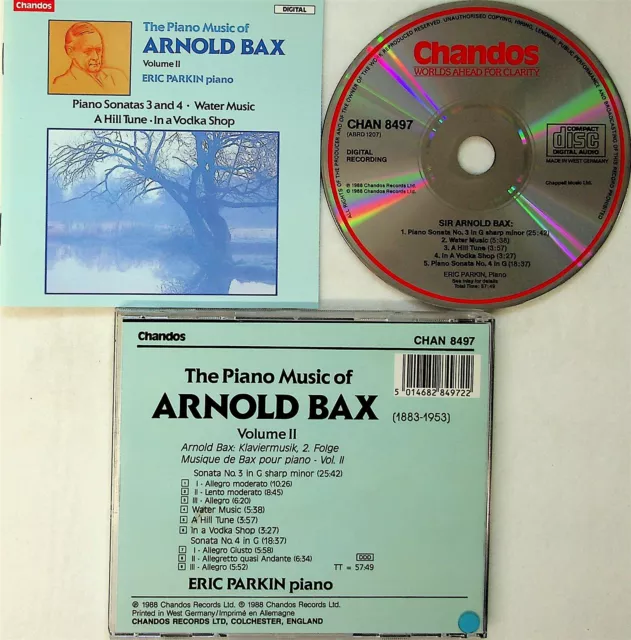 Chandos
DIGITAL
The Piano Music of
ARNOLD BAX
Volume II
ERIC PARKIN piano
Piano Sonatas 3 and 4 · Water Music
A Hill Tune · In a Vodka Shop
Chandos
WORLDS AHEAD FOR CLARITY
CHAN 8497
(ABRD 1207)
DIGITAL
RECORDING
COMPACT
disc
DIGITAL AUDIO
MADE IN WEST GERMANY
℗ 1988 Chandos Records Ltd.
© 1988 Chandos Records Ltd.
Chappell Music Ltd.
SIR ARNOLD BAX:
1. Piano Sonata No. 3 in G sharp minor (25:42)
2. Water Music (5:38)
3. A Hill Tune (3:57)
4. In A Vodka Shop (3:27)
5. Piano Sonata No. 4 in G (18:37)
ERIC PARKIN, Piano
See inlay for details
Total Time: 57:49
Chandos
CHAN 8497
5 014682 849722
The Piano Music of
ARNOLD BAX
(1883-1953)
Volume II
Arnold Bax: Klaviermusik, 2. Folge
Musique de Bax pour piano - Vol. II
Sonata No. 3 in G sharp minor (25:42)
1 I - Allegro moderato (10:26)
2 II - Lento moderato (8:45)
3 III - Allegro (6:20)
4 Water Music (5:38)
5 A Hill Tune (3:57)
6 In a Vodka Shop (3:27)
Sonata No. 4 in G (18:37)
7 I - Allegro Giusto (5:58)
8 II - Allegretto quasi Andante (6:34)
DDD
9 III - Allegro (5:52)
TT = 57:49
ERIC PARKIN piano
℗ 1988 Chandos Records Ltd. © 1988 Chandos Records Ltd.
Printed in West Germany/Imprimé en Allemagne
CHANDOS RECORDS LTD, COLCHESTER, ENGLAND